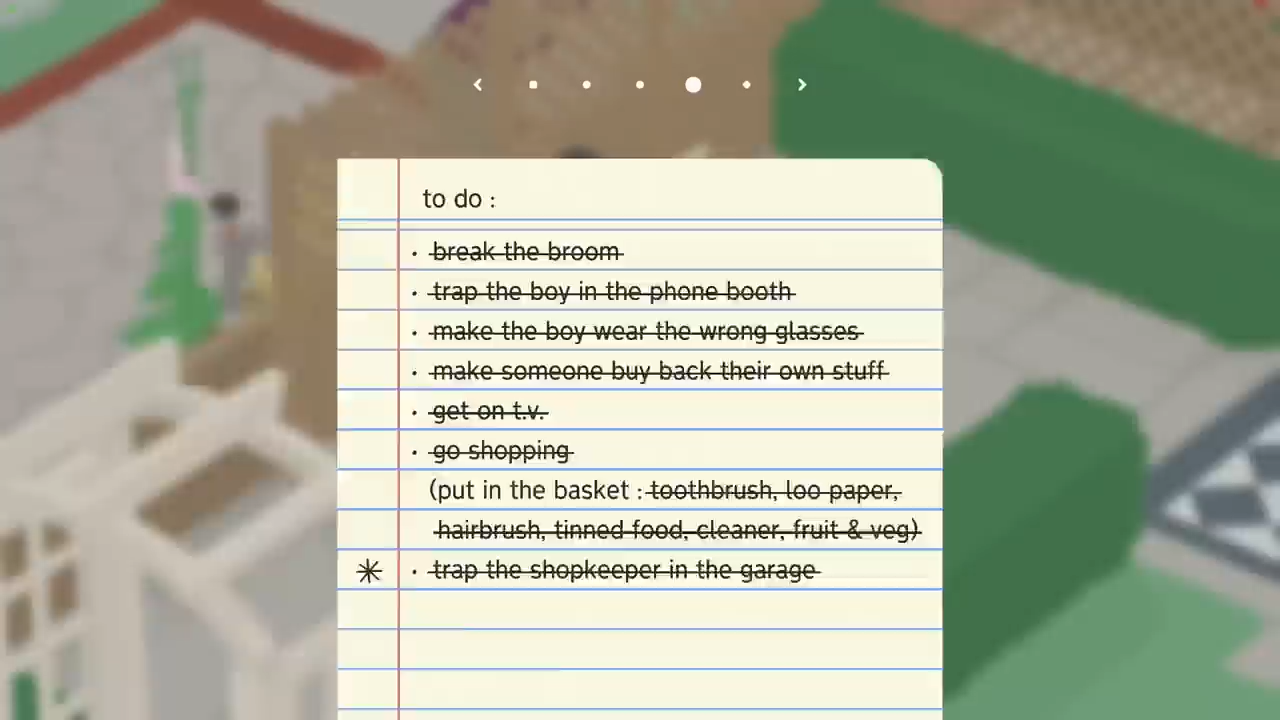 to do :
· break the broom
· trap the boy in the phone booth
· make the boy wear the wrong glasses
· make someone buy back their own stuff
· get on t.v.
· go shopping
(put in the basket : toothbrush, loo paper,
hairbrush, tinned food, cleaner, fruit & veg)
· trap the shopkeeper in the garage